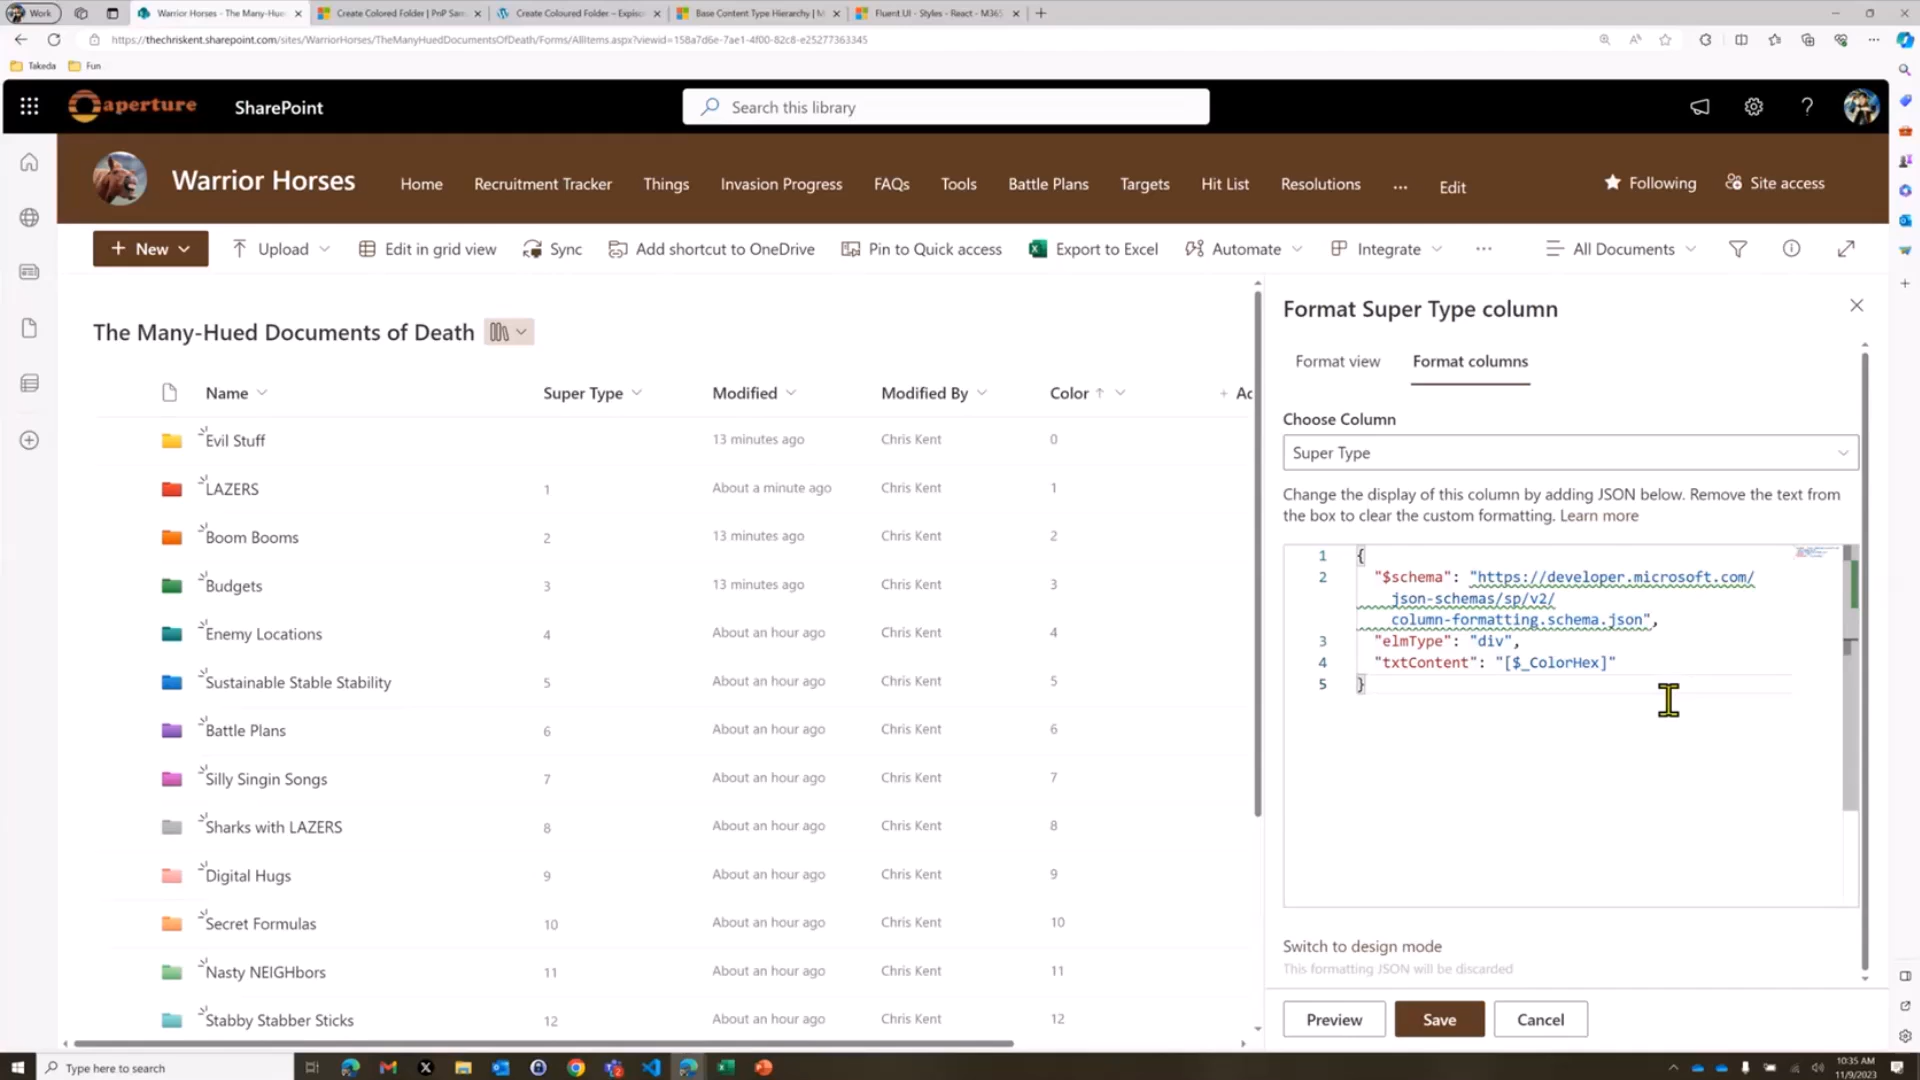 Work
Warrior Horses - The Many-Hue
Create Colored Folder | PnP Sam
Create Coloured Folder – Expisc
Base Content Type Hierarchy | M
Fluent UI - Styles - React - M365
https://thechriskent.sharepoint.com/sites/WarriorHorses/TheManyHuedDocumentsOfDeath/Forms/AllItems.aspx?viewid=158a7d6e-7ae1-4f00-82c8-e25277363345
Takeda Fun
aperture SharePoint Search this library
Warrior Horses Home Recruitment Tracker Things Invasion Progress FAQs Tools Battle Plans Targets Hit List Resolutions ... Edit Following Site access
+ New Upload Edit in grid view Sync Add shortcut to OneDrive Pin to Quick access Export to Excel Automate Integrate ... All Documents
The Many-Hued Documents of Death
Name Super Type Modified Modified By Color ↑ + Ac
Evil Stuff 13 minutes ago Chris Kent 0
LAZERS 1 About a minute ago Chris Kent 1
Boom Booms 2 13 minutes ago Chris Kent 2
Budgets 3 13 minutes ago Chris Kent 3
Enemy Locations 4 About an hour ago Chris Kent 4
Sustainable Stable Stability 5 About an hour ago Chris Kent 5
Battle Plans 6 About an hour ago Chris Kent 6
Silly Singin Songs 7 About an hour ago Chris Kent 7
Sharks with LAZERS 8 About an hour ago Chris Kent 8
Digital Hugs 9 About an hour ago Chris Kent 9
Secret Formulas 10 About an hour ago Chris Kent 10
Nasty NEIGHbors 11 About an hour ago Chris Kent 11
Stabby Stabber Sticks 12 About an hour ago Chris Kent 12
Format Super Type column
Format view Format columns
Choose Column
Super Type
Change the display of this column by adding JSON below. Remove the text from
the box to clear the custom formatting. Learn more
1 {
2 "$schema": "https://developer.microsoft.com/
json-schemas/sp/v2/
column-formatting.schema.json",
3 "elmType": "div",
4 "txtContent": "[$_ColorHex]"
5 }
Switch to design mode
This formatting JSON will be discarded
Preview Save Cancel
Type here to search
10:35 AM
11/9/2023